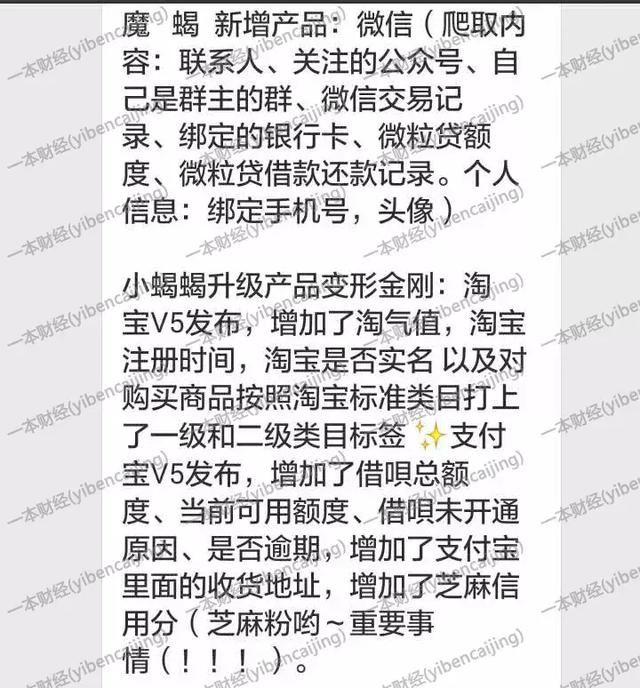 魔 蝎 新增产品：微信（爬取内
容：联系人、关注的公众号、自
己是群主的群、微信交易记
录、绑定的银行卡、微粒贷额
度、微粒贷借款还款记录。个人
信息：绑定手机号，头像）
小蝎蝎升级产品变形金刚：淘
宝V5发布，增加了淘气值，淘宝
注册时间，淘宝是否实名 以及对
购买商品按照淘宝标准类目打上
了一级和二级类目标签 ✨支付
宝V5发布，增加了借呗总额
度、当前可用额度、借呗未开通
原因、是否逾期，增加了支付宝
里面的收货地址，增加了芝麻信
用分（芝麻粉哟～重要事
情（！！！）。
一本财经(yibencaijing)